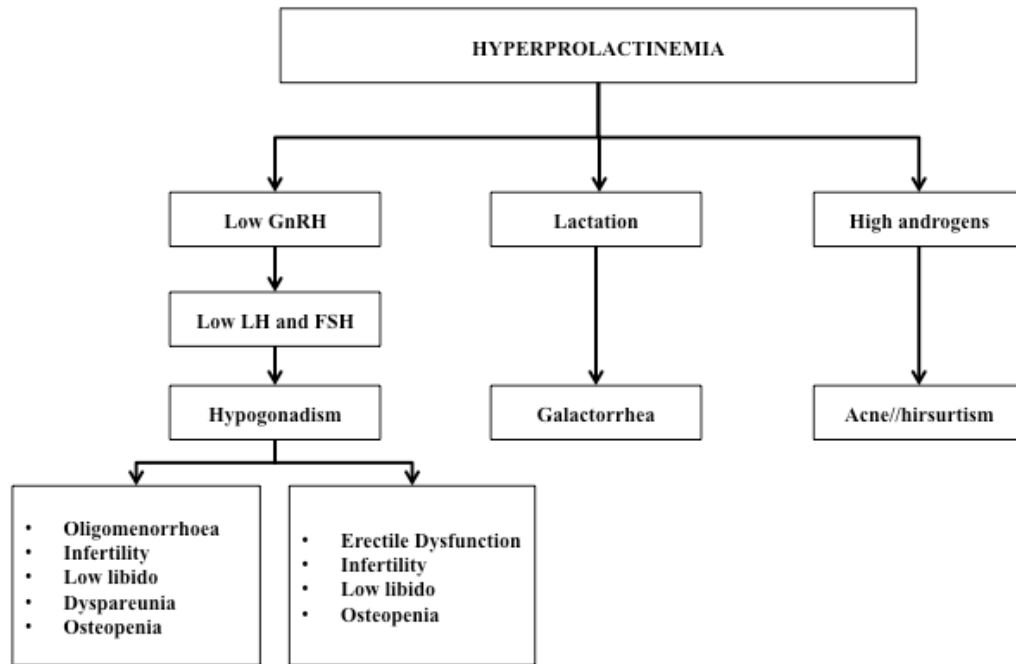 HYPERPROLACTINEMIA
Low GnRH
Lactation
High androgens
Low LH and FSH
Hypogonadism
Galactorrhea
Acne//hirsurtism
• Oligomenorrhoea
• Infertility
• Low libido
• Dyspareunia
• Osteopenia
• Erectile Dysfunction
• Infertility
• Low libido
• Osteopenia